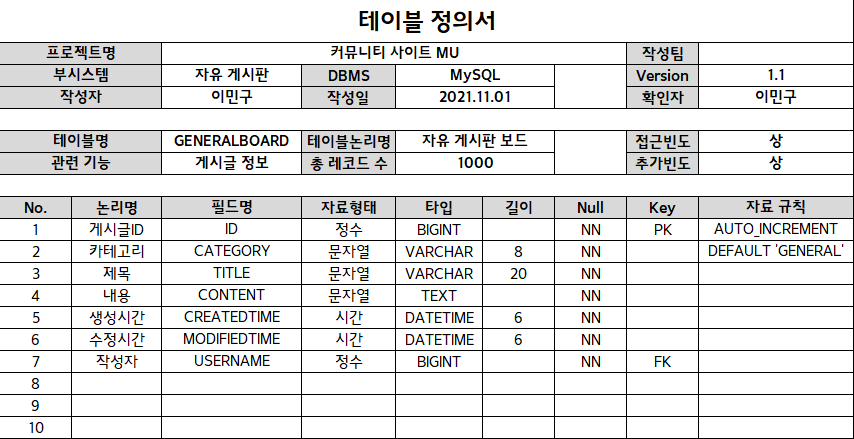 테이블 정의서
프로젝트명 커뮤니티 사이트 MU 작성팀
부시스템 자유 게시판 DBMS MySQL Version 1.1
작성자 이민구 작성일 2021.11.01 확인자 이민구
테이블명 GENERALBOARD 테이블논리명 자유 게시판 보드 접근빈도 상
관련 기능 게시글 정보 총 레코드 수 1000 추가빈도 상
No. 논리명 필드명 자료형태 타입 길이 Null Key 자료 규칙
1 게시글ID ID 정수 BIGINT NN PK AUTO_INCREMENT
2 카테고리 CATEGORY 문자열 VARCHAR 8 NN DEFAULT 'GENERAL'
3 제목 TITLE 문자열 VARCHAR 20 NN
4 내용 CONTENT 문자열 TEXT NN
5 생성시간 CREATEDTIME 시간 DATETIME 6 NN
6 수정시간 MODIFIEDTIME 시간 DATETIME 6 NN
7 작성자 USERNAME 정수 BIGINT NN FK
8
9
10